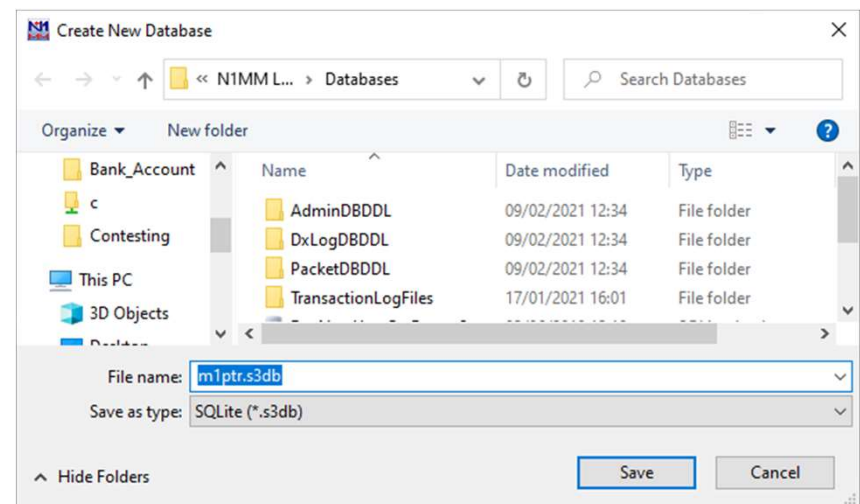 N1
MM
Create New Database
« N1MM L... › Databases
Search Databases
Organize
New folder
Bank_Account
c
Contesting
This PC
3D Objects
Name Date modified Type
AdminDBDDL 09/02/2021 12:34 File folder
DxLogDBDDL 09/02/2021 12:34 File folder
PacketDBDDL 09/02/2021 12:34 File folder
TransactionLogFiles 17/01/2021 16:01 File folder
File name: m1ptr.s3db
Save as type: SQLite (*.s3db)
Hide Folders
Save
Cancel